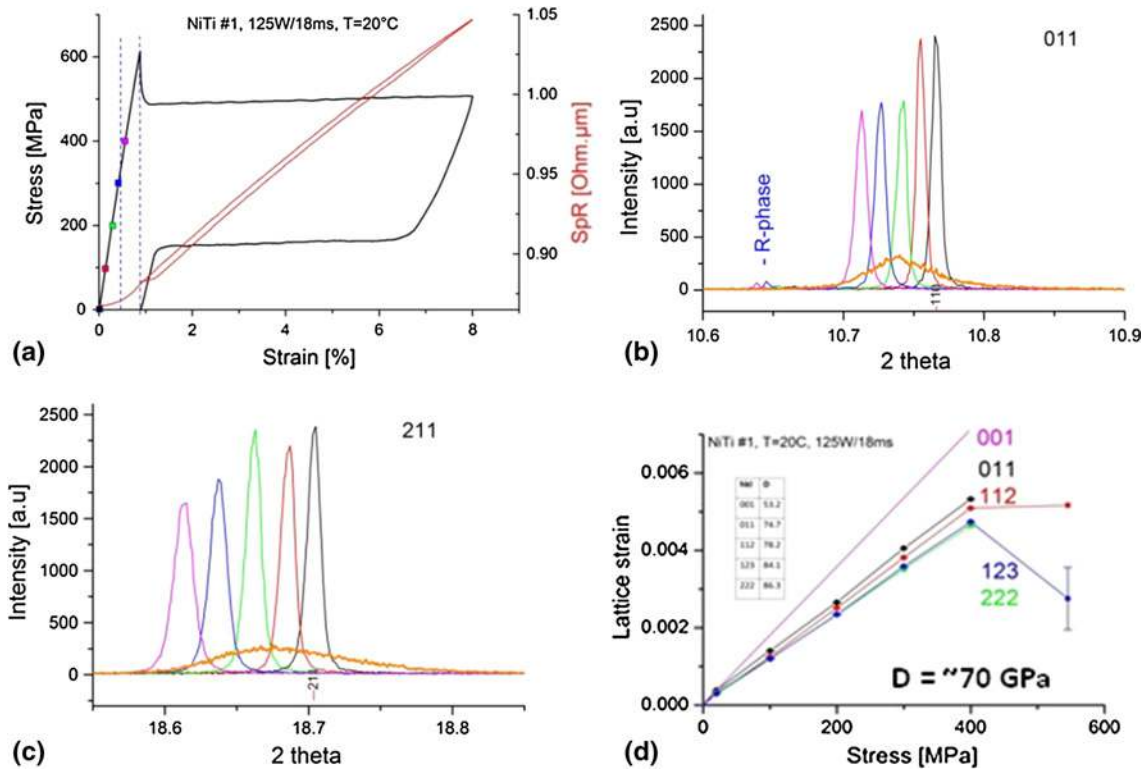 NiTi #1, 125W/18ms, T=20°C
Stress [MPa]
600
400
200
0
0 2 4 6 8
Strain [%]
1.05
1.00
0.95
0.90
SpR [Ohm.µm]
(a)
011
Intensity [a.u]
2500
2000
1500
1000
500
0
R-phase
10.6 10.7 10.8 10.9
2 theta
(b)
211
Intensity [a.u]
2500
2000
1500
1000
500
0
18.6 18.7 18.8
2 theta
(c)
NiTi #1, T=20C, 125W/18ms
001
011
112
123
222
hkl D
001 53.2
011 74.7
112 78.2
123 84.1
222 86.3
Lattice strain
0.006
0.004
0.002
0.000
D = ~70 GPa
0 200 400 600
Stress [MPa]
(d)